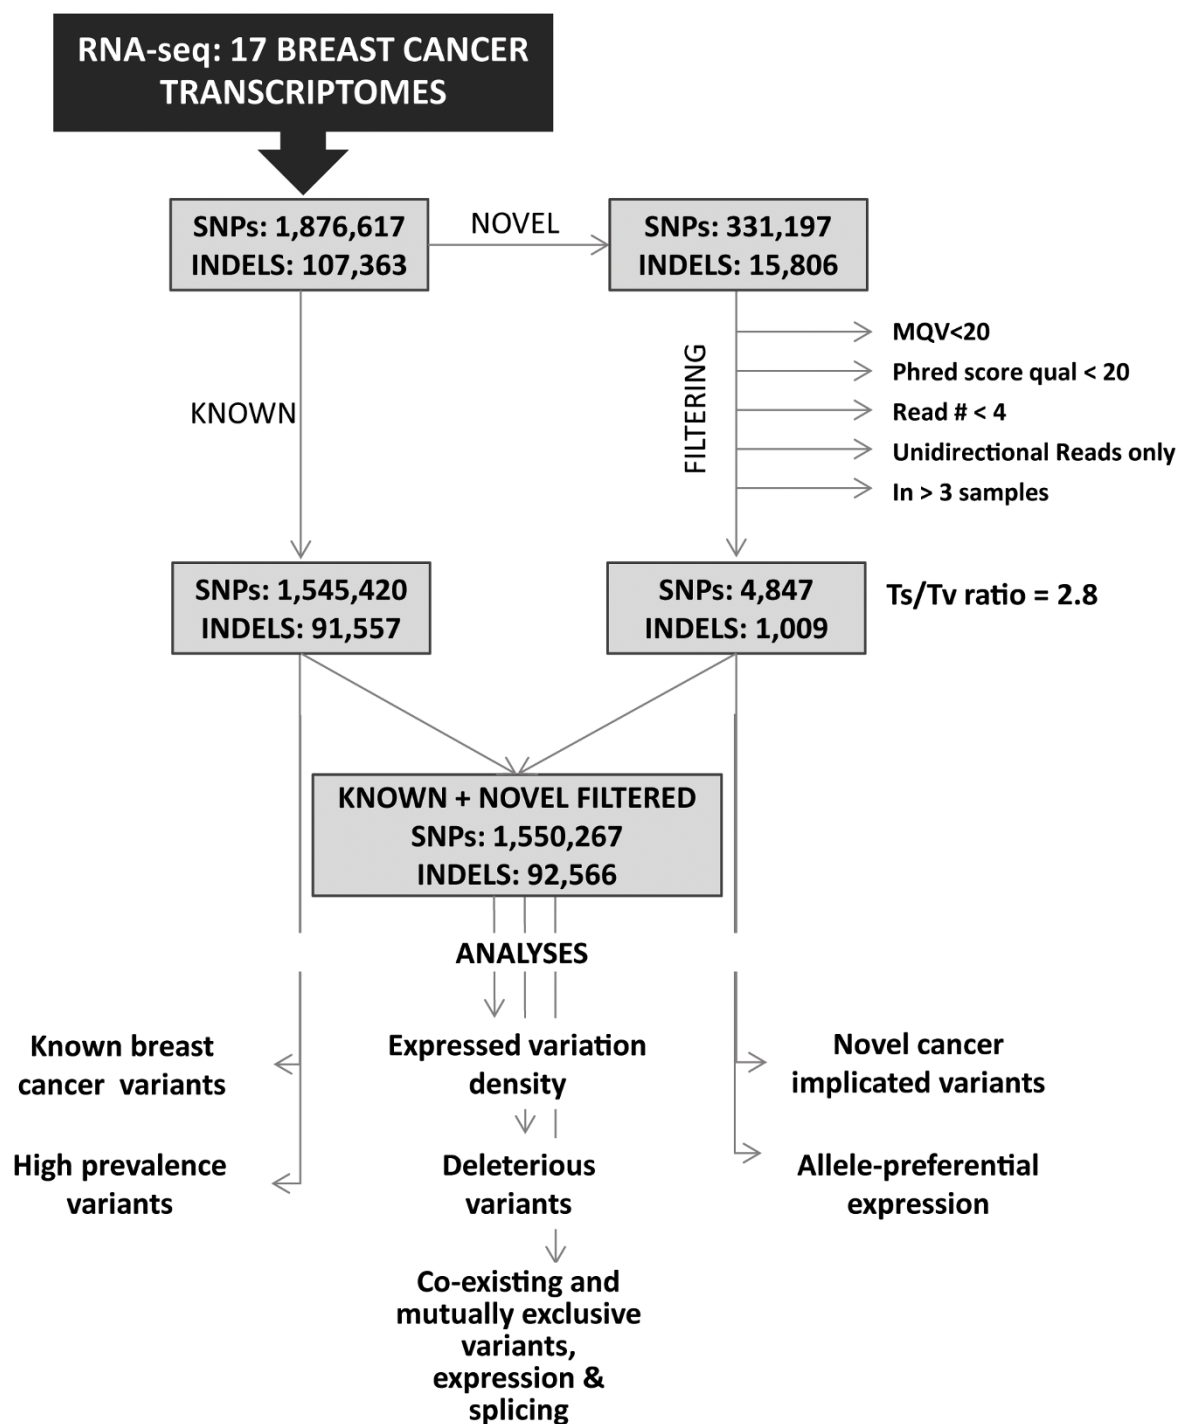 RNA-seq: 17 BREAST CANCER
TRANSCRIPTOMES
SNPs: 1,876,617
INDELS: 107,363
NOVEL
SNPs: 331,197
INDELS: 15,806
KNOWN
FILTERING
MQV<20
Phred score qual < 20
Read # < 4
Unidirectional Reads only
In > 3 samples
SNPs: 1,545,420
INDELS: 91,557
SNPs: 4,847
INDELS: 1,009
Ts/Tv ratio = 2.8
KNOWN + NOVEL FILTERED
SNPs: 1,550,267
INDELS: 92,566
ANALYSES
Known breast
cancer variants
High prevalence
variants
Expressed variation
density
Deleterious
variants
Co-existing and
mutually exclusive
variants,
expression &
splicing
Novel cancer
implicated variants
Allele-preferential
expression